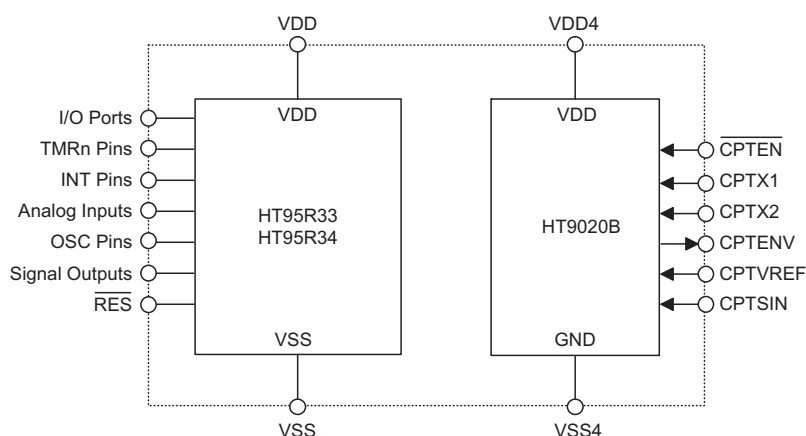 VDD
VDD4
I/O Ports
TMRn Pins
INT Pins
Analog Inputs
OSC Pins
Signal Outputs
RES
VDD
HT95R33
HT95R34
VSS
VDD
HT9020B
GND
CPTEN
CPTX1
CPTX2
CPTENV
CPTVREF
CPTSIN
VSS
VSS4